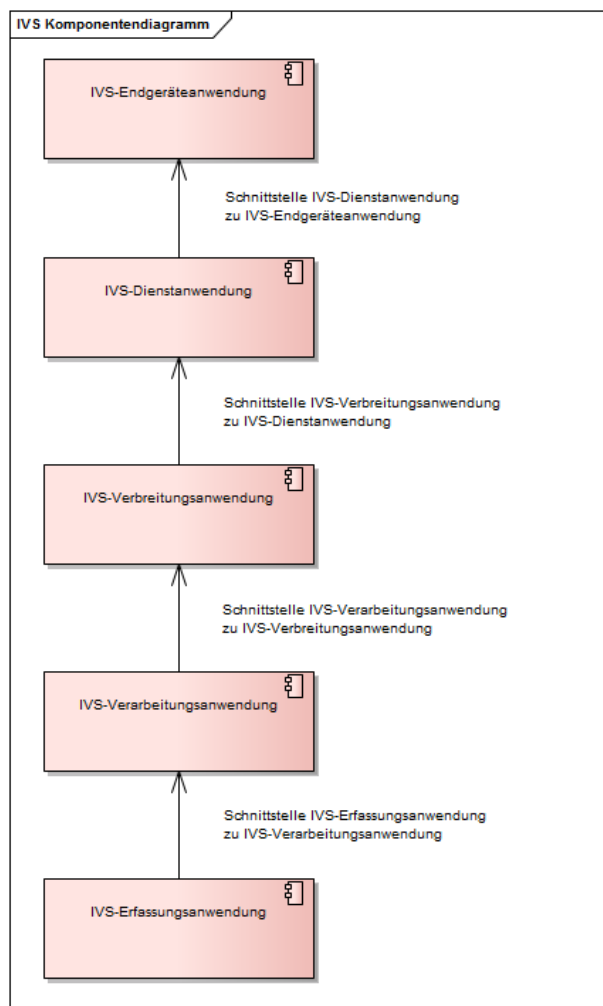 IVS Komponentendiagramm
IVS-Endgeräteanwendung
Schnittstelle IVS-Dienstanwendung
zu IVS-Endgeräteanwendung
IVS-Dienstanwendung
Schnittstelle IVS-Verbreitungsanwendung
zu IVS-Dienstanwendung
IVS-Verbreitungsanwendung
Schnittstelle IVS-Verarbeitungsanwendung
zu IVS-Verbreitungsanwendung
IVS-Verarbeitungsanwendung
Schnittstelle IVS-Erfassungsanwendung
zu IVS-Verarbeitungsanwendung
IVS-Erfassungsanwendung